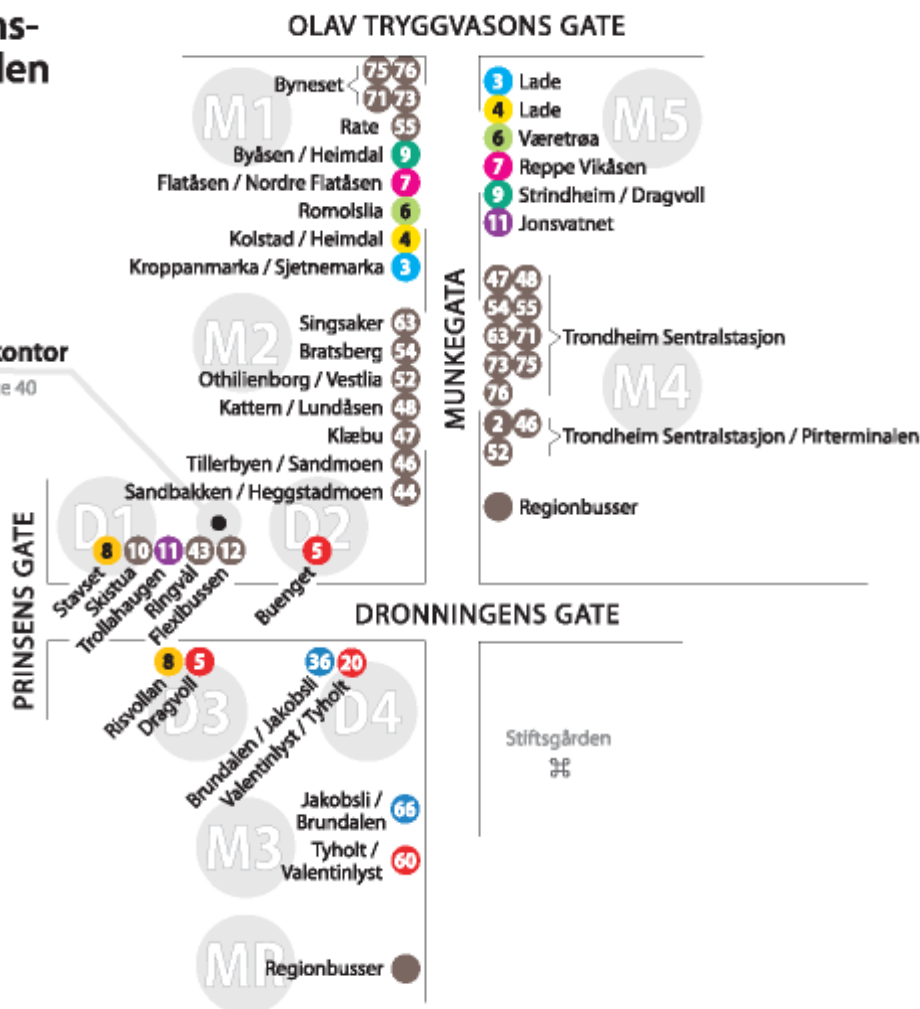 ns-
len
OLAV TRYGGVASONS GATE
M1
Byneset 75 76
71 73
Rate 55
Byåsen / Heimdal 9
Flatåsen / Nordre Flatåsen 7
Romolslia 6
Kolstad / Heimdal 4
Kroppanmarka / Sjetnemarka 3
M2
Singsaker 63
Bratsberg 54
Othilienborg / Vestlia 52
Kattem / Lundåsen 48
Klæbu 47
Tillerbyen / Sandmoen 46
Sandbakken / Heggstadmoen 44
kontor
e 40
MUNKEGATA
M5
3 Lade
4 Lade
6 Væretrøa
7 Reppe Vikåsen
9 Strindheim / Dragvoll
11 Jonsvatnet
M4
47 48
54 55
63 71 Trondheim Sentralstasjon
73 75
76
2 46 Trondheim Sentralstasjon / Pirterminalen
52
Regionbusser
PRINSENS GATE
D1
8 Stavset
10 Skistua
11 Trollahaugen
43 Ringvål
12 Flexibussen
D2
5 Buenget
DRONNINGENS GATE
D3
8 Risvollan
5 Dragvoll
D4
36 Brundalen / Jakobsli
20 Valentinlyst / Tyholt
Stiftsgården
⌘
M3
Jakobsli /
Brundalen 66
Tyholt /
Valentinlyst 60
MR
Regionbusser